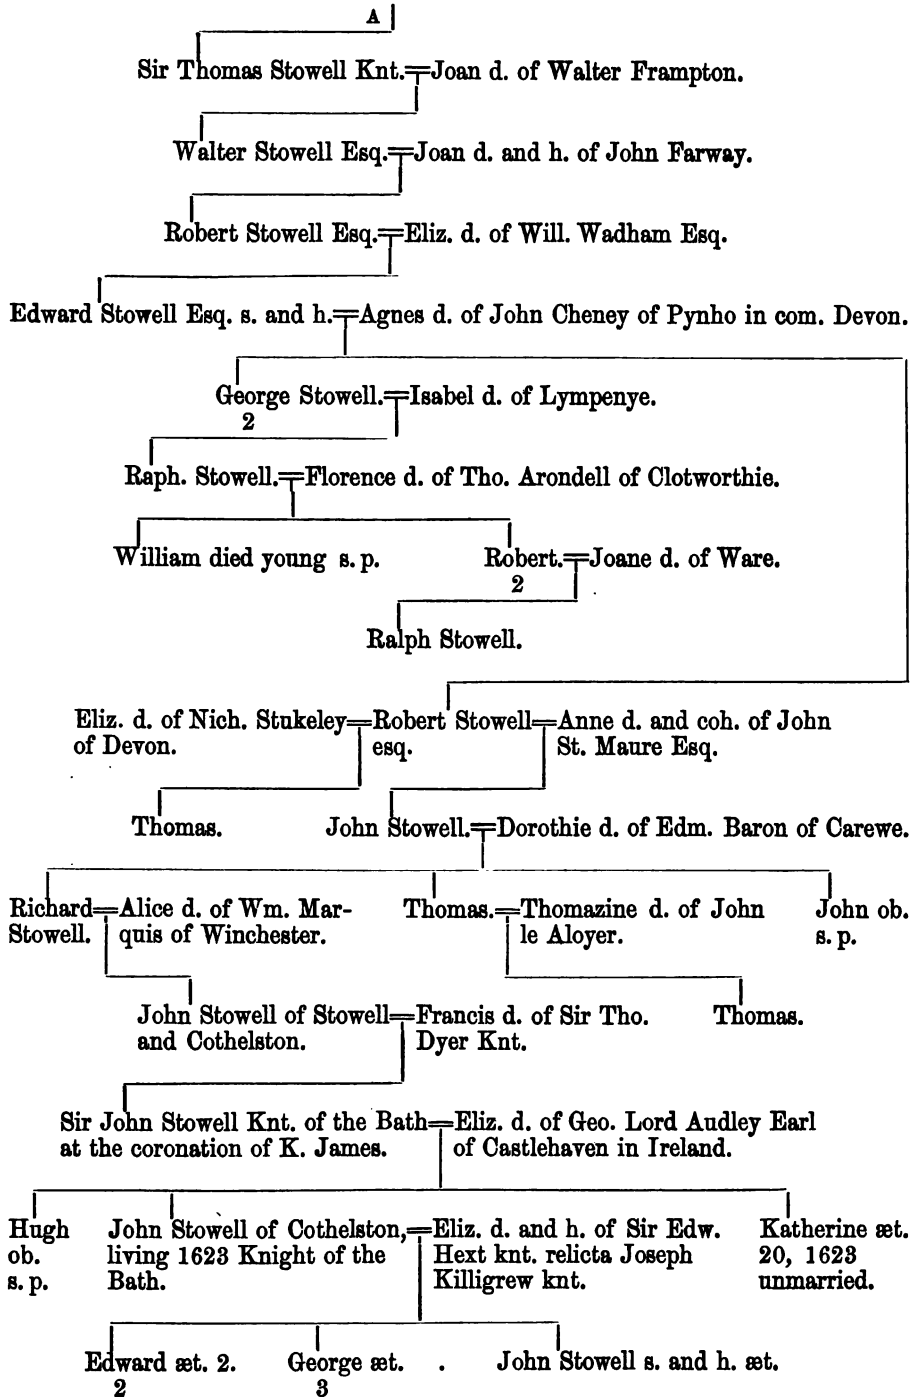 A
Sir Thomas Stowell Knt.=Joan d. of Walter Frampton.
Walter Stowell Esq.=Joan d. and h. of John Farway.
Robert Stowell Esq.=Eliz. d. of Will. Wadham Esq.
Edward Stowell Esq. s. and h.=Agnes d. of John Cheney of Pynho in com. Devon.
George Stowell.=Isabel d. of Lympenye.
2
Raph. Stowell.=Florence d. of Tho. Arondell of Clotworthie.
William died young s. p.
Robert.=Joane d. of Ware.
2
Ralph Stowell.
Eliz. d. of Nich. Stukeley=Robert Stowell=Anne d. and coh. of John
of Devon. esq. St. Maure Esq.
Thomas. John Stowell.=Dorothie d. of Edm. Baron of Carewe.
Richard=Alice d. of Wm. Mar- Thomas.=Thomazine d. of John John ob.
Stowell. quis of Winchester. le Aloyer. s. p.
John Stowell of Stowell=Francis d. of Sir Tho. Thomas.
and Cothelston. Dyer Knt.
Sir John Stowell Knt. of the Bath=Eliz. d. of Geo. Lord Audley Earl
at the coronation of K. James. of Castlehaven in Ireland.
Hugh John Stowell of Cothelston,=Eliz. d. and h. of Sir Edw. Katherine æt.
ob. living 1623 Knight of the Hext knt. relicta Joseph 20, 1623
s. p. Bath. Killigrew knt. unmarried.
Edward æt. 2. George æt. . John Stowell s. and h. æt.
2 3